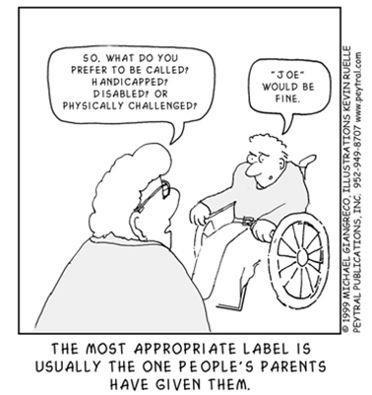 SO, WHAT DO YOU
PREFER TO BE CALLED?
HANDICAPPED?
DISABLED? OR
PHYSICALLY CHALLENGED?
"JOE"
WOULD BE
FINE.
© 1999 MICHAEL GIANGRECO, ILLUSTRATIONS KEVIN RUELLE
PEYTRAL PUBLICATIONS, INC. 952-949-8707 www.peytral.com
THE MOST APPROPRIATE LABEL IS
USUALLY THE ONE PEOPLE'S PARENTS
HAVE GIVEN THEM.